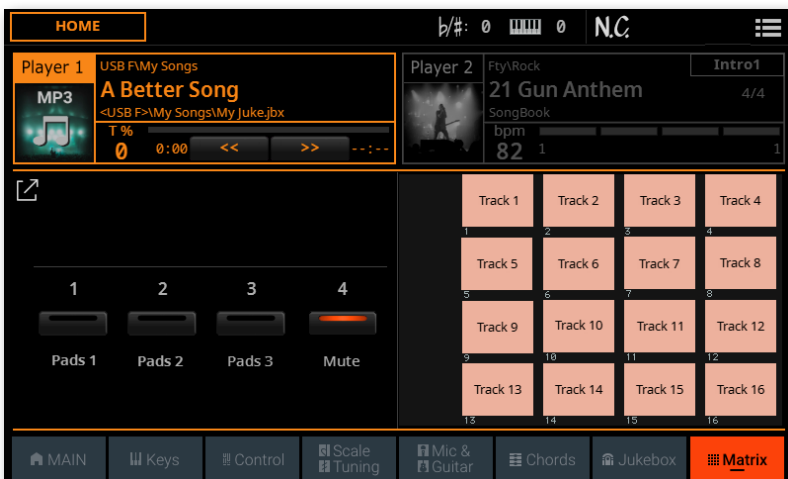 HOME
b/#: 0 0 N.C.
Player 1 USB F\My Songs
MP3
A Better Song
<USB F>\My Songs\My Juke.jbx
T%
0 0:00 << >> --:--
Player 2 Fty\Rock Intro1
21 Gun Anthem 4/4
SongBook
bpm
82 1 1
Track 1 Track 2 Track 3 Track 4
1 2 3 4
Track 5 Track 6 Track 7 Track 8
5 6 7 8
Track 9 Track 10 Track 11 Track 12
9 10 11 12
Track 13 Track 14 Track 15 Track 16
13 14 15 16
1 2 3 4
Pads 1 Pads 2 Pads 3 Mute
MAIN Keys Control Scale Tuning Mic & Guitar Chords Jukebox Matrix